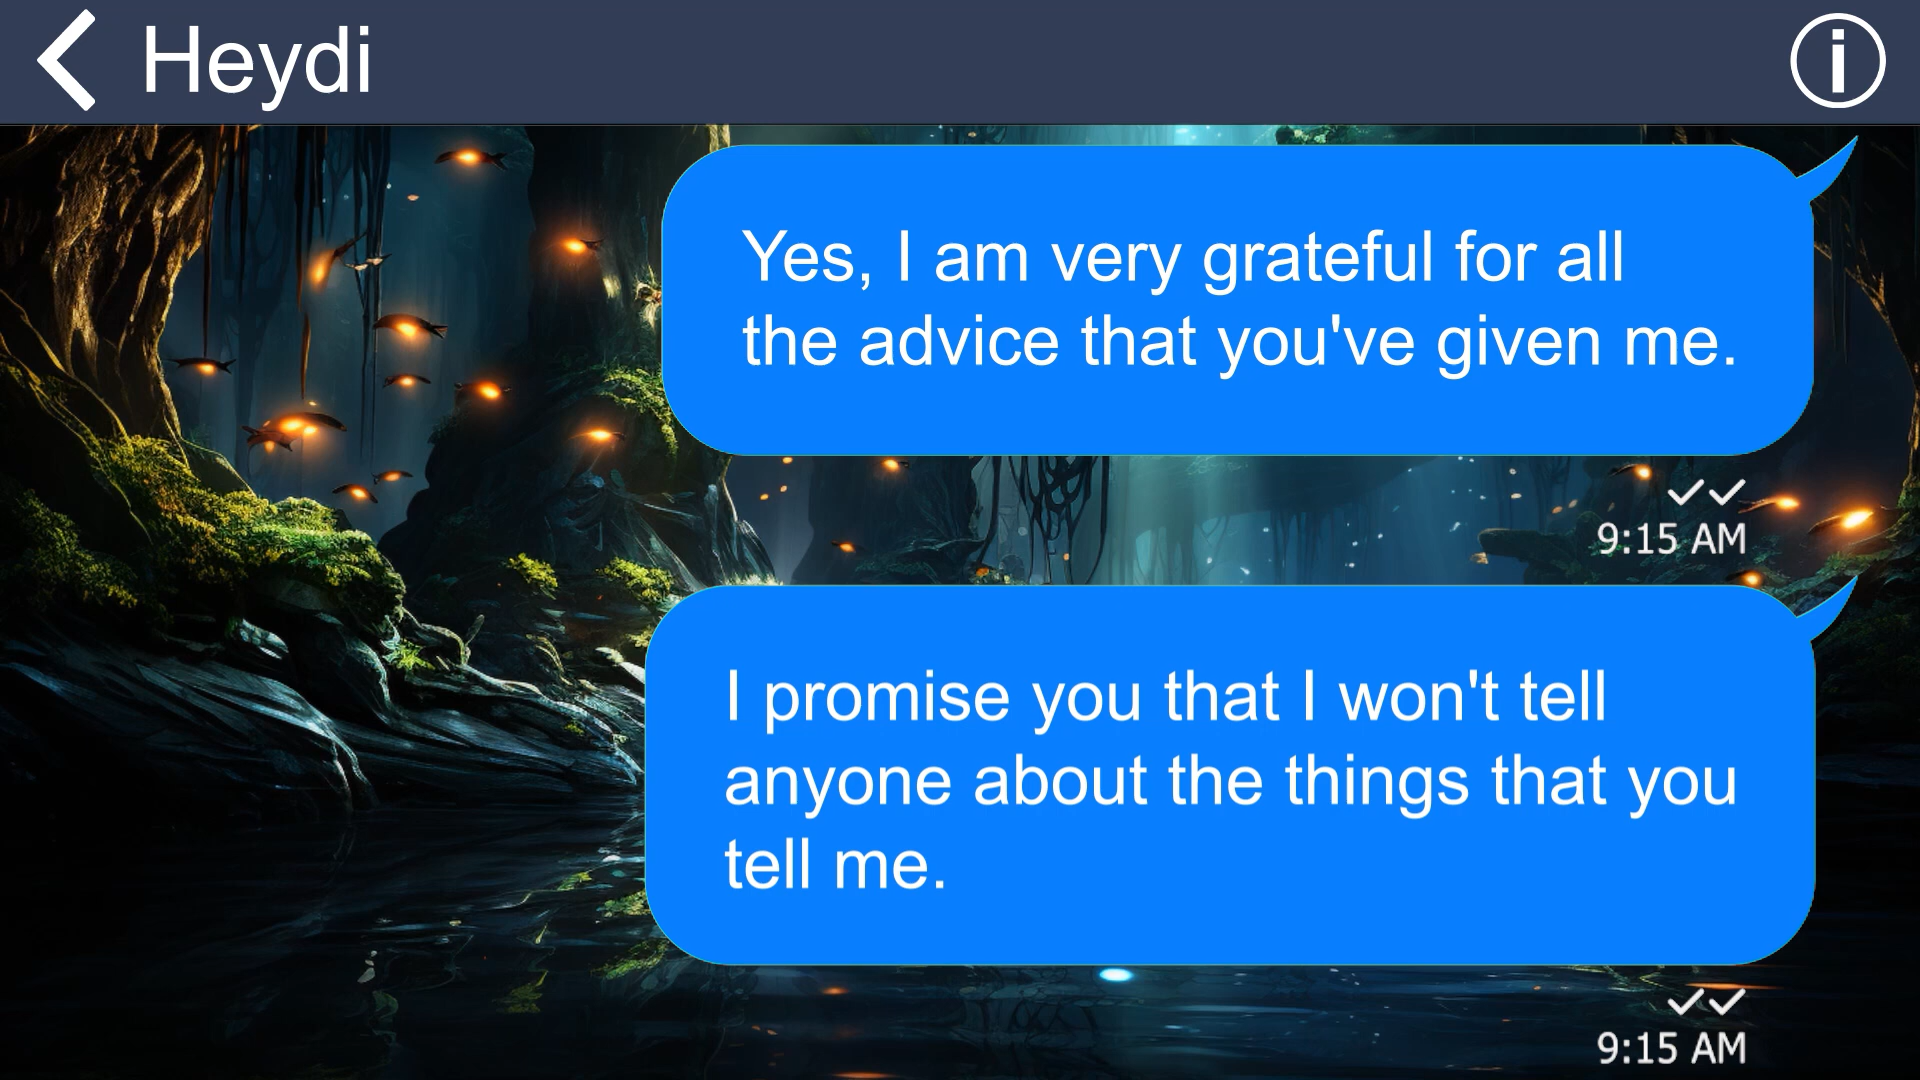 Heydi
Yes, I am very grateful for all
the advice that you've given me.
9:15 AM
I promise you that I won't tell
anyone about the things that you
tell me.
9:15 AM